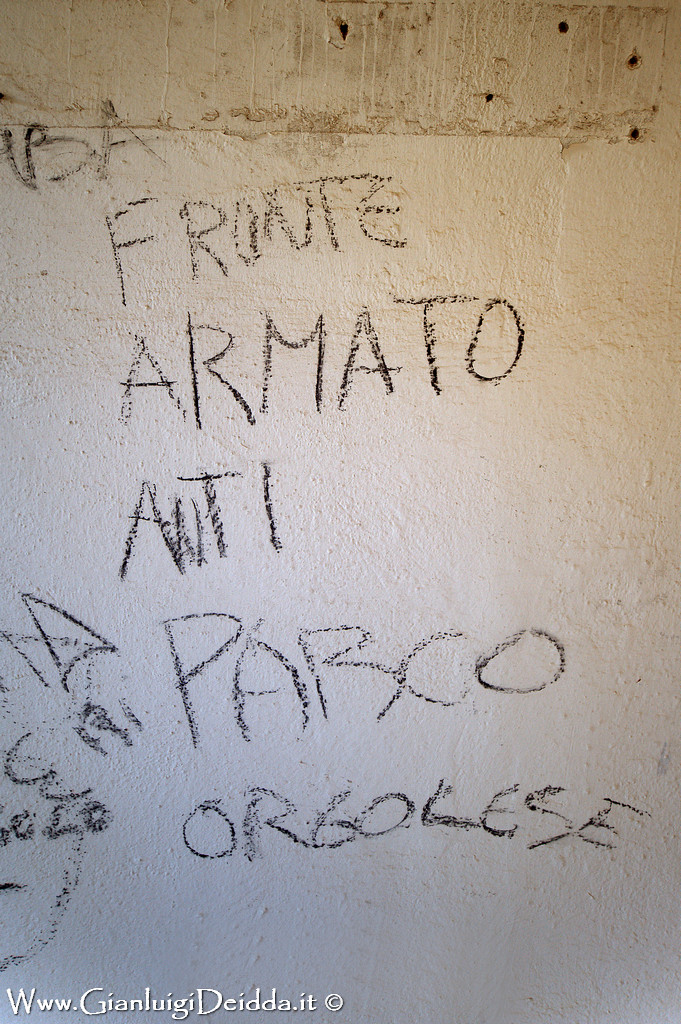 FRONTE
ARMATO
ANTI
PARCO
ORGOLESE
Www.GianluigiDeidda.it ©